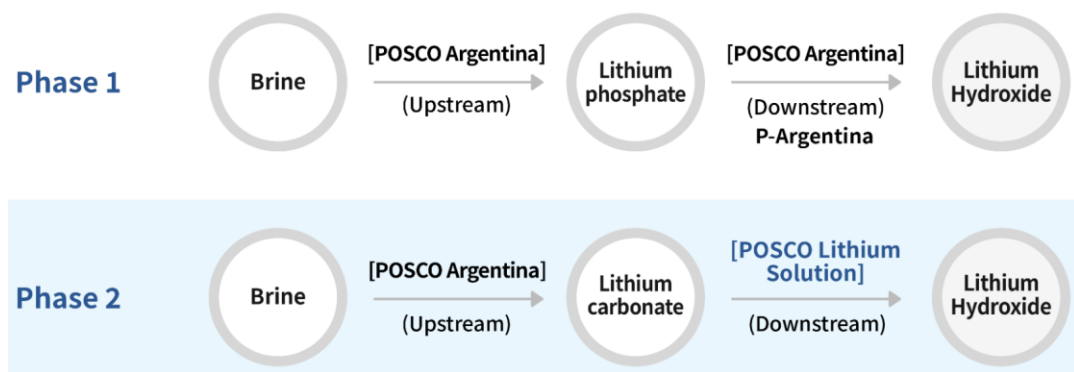 Phase 1
Brine
[POSCO Argentina]
(Upstream)
Lithium
phosphate
[POSCO Argentina]
(Downstream)
P-Argentina
Lithium
Hydroxide
Phase 2
Brine
[POSCO Argentina]
(Upstream)
Lithium
carbonate
[POSCO Lithium
Solution]
(Downstream)
Lithium
Hydroxide